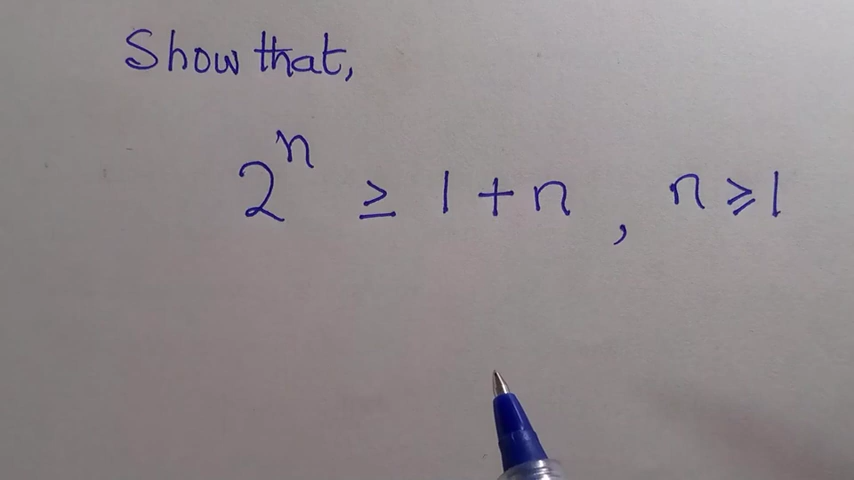 Show that,
2^n ≥ 1 + n , n ≥ 1